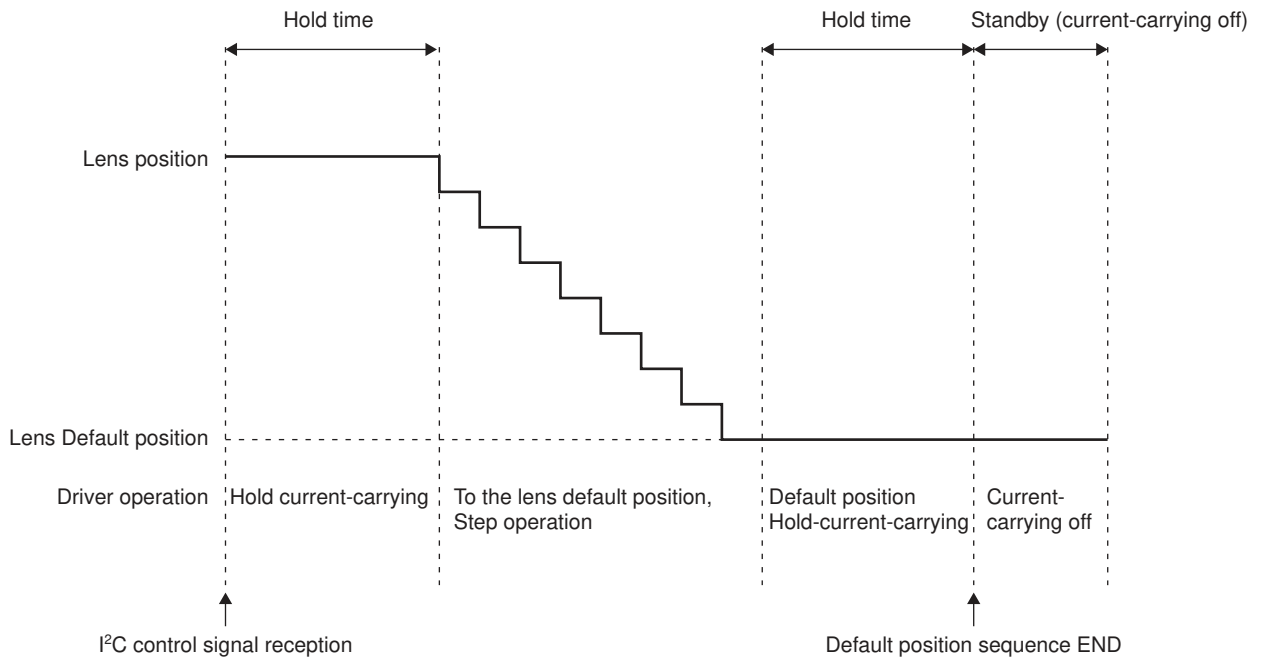 Hold time
Hold time
Standby (current-carrying off)
Lens position
Lens Default position
Driver operation
Hold current-carrying
To the lens default position,
Step operation
Default position
Hold-current-carrying
Current-
carrying off
I²C control signal reception
Default position sequence END